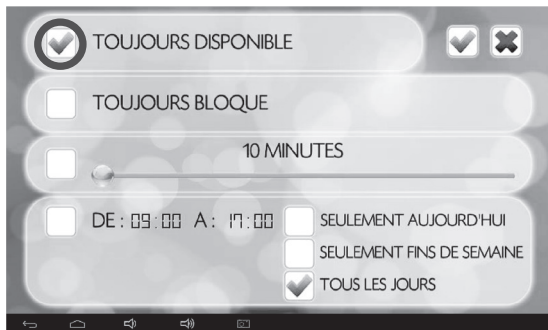 TOUJOURS DISPONIBLE
TOUJOURS BLOQUE
10 MINUTES
DE : 09:00 A : 17:00
SEULEMENT AUJOURD'HUI
SEULEMENT FINS DE SEMAINE
TOUS LES JOURS